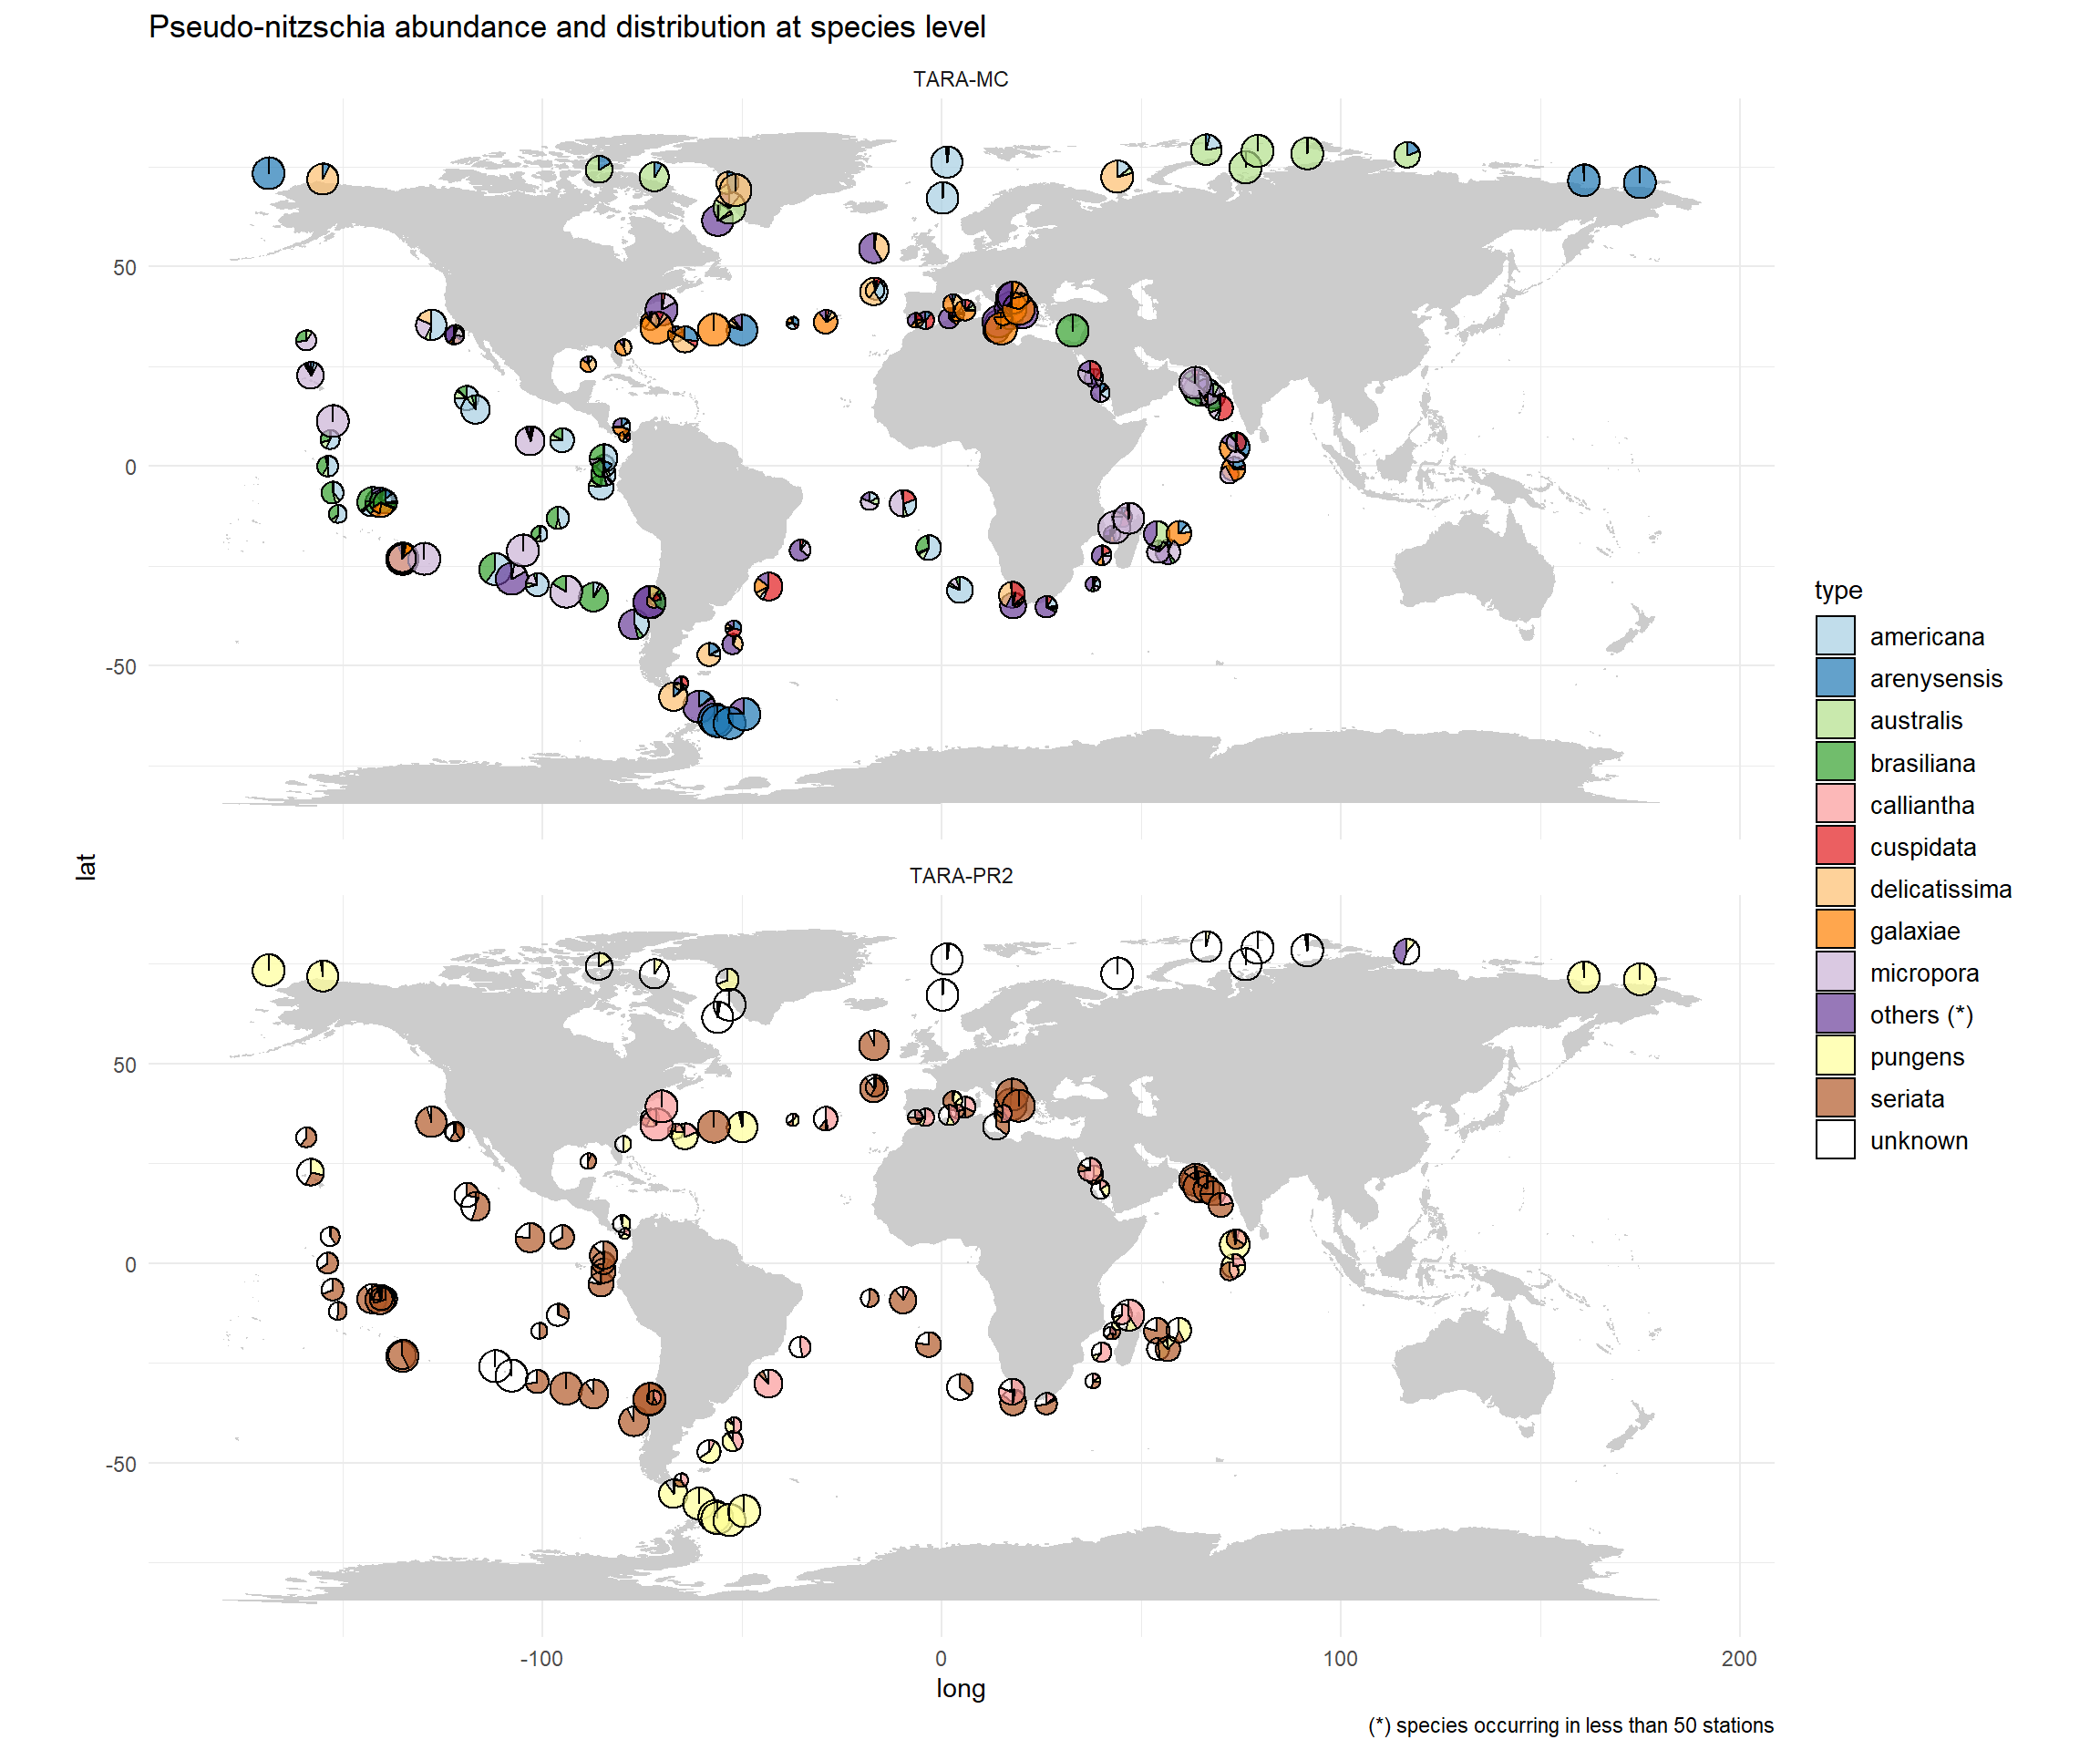 Pseudo-nitzschia abundance and distribution at species level
TARA-MC
50
0
-50
lat
TARA-PR2
50
0
-50
-100
0
100
200
long
type
americana
arenysensis
australis
brasiliana
calliantha
cuspidata
delicatissima
galaxiae
micropora
others (*)
pungens
seriata
unknown
(*) species occurring in less than 50 stations